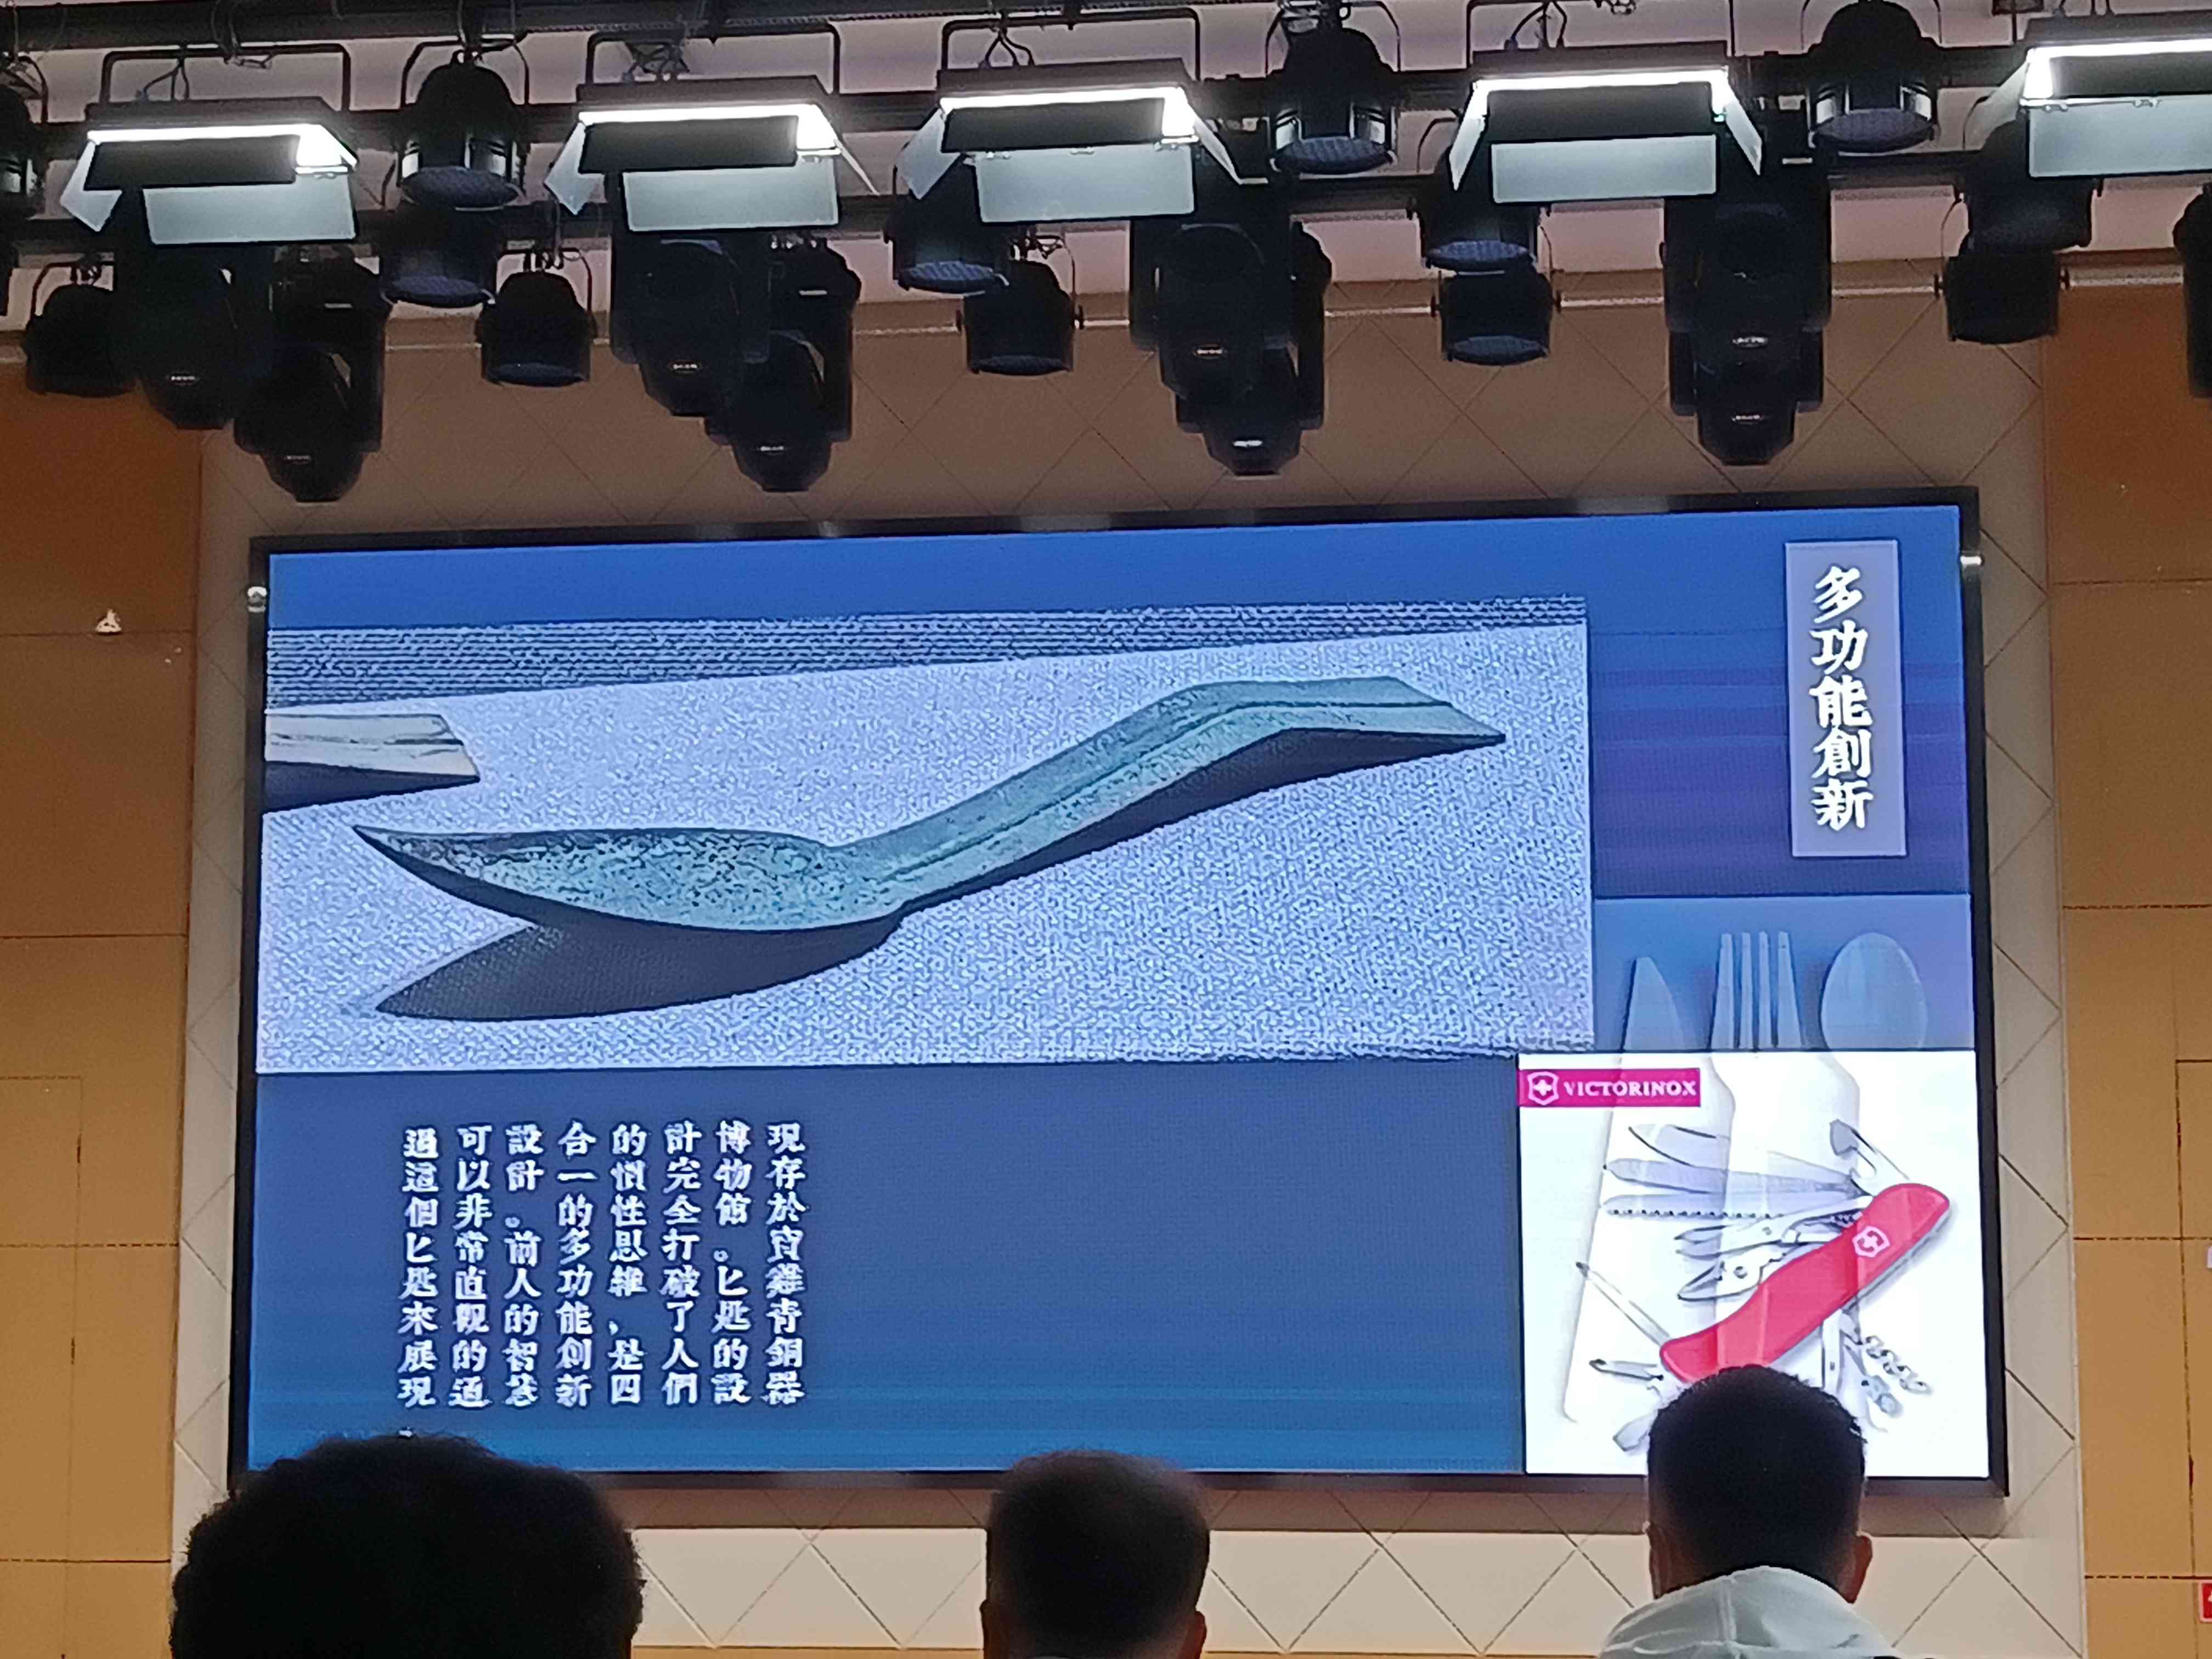 多功能創新
現存於寶雞青銅器
博物館。匕匙的設
計完全打破了人們
的慣性思維、是四
合一的多功能創新
設計。前人的智慧
可以非常直觀的通
過這個匕匙來展現
。
VICTORINOX